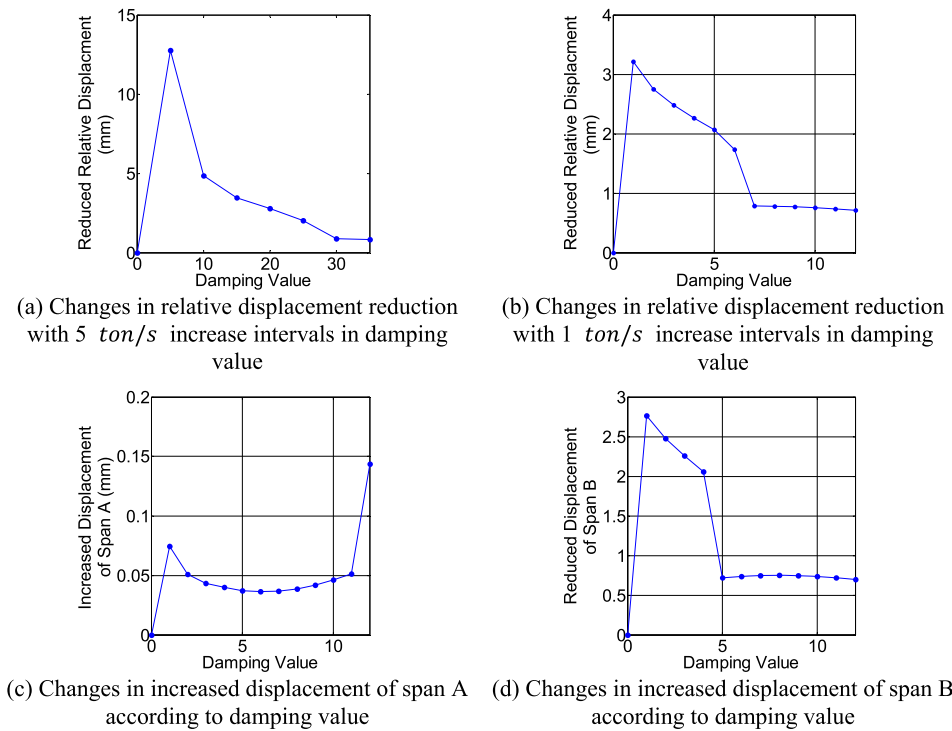 15
10
5
0
0
10
20
30
Reduced Relative Displacment
(mm)
Damping Value
(a) Changes in relative displacement reduction
with 5 ton/s increase intervals in damping
value
4
3
2
1
0
0
5
10
Reduced Relative Displacement
(mm)
Damping Value
(b) Changes in relative displacement reduction
with 1 ton/s increase intervals in damping
value
0.2
0.15
0.1
0.05
0
0
5
10
Increased Displacement
of Span A (mm)
Damping Value
(c) Changes in increased displacement of span A
according to damping value
3
2.5
2
1.5
1
0.5
0
0
5
10
Reduced Displacement
of Span B
Damping Value
(d) Changes in increased displacement of span B
according to damping value